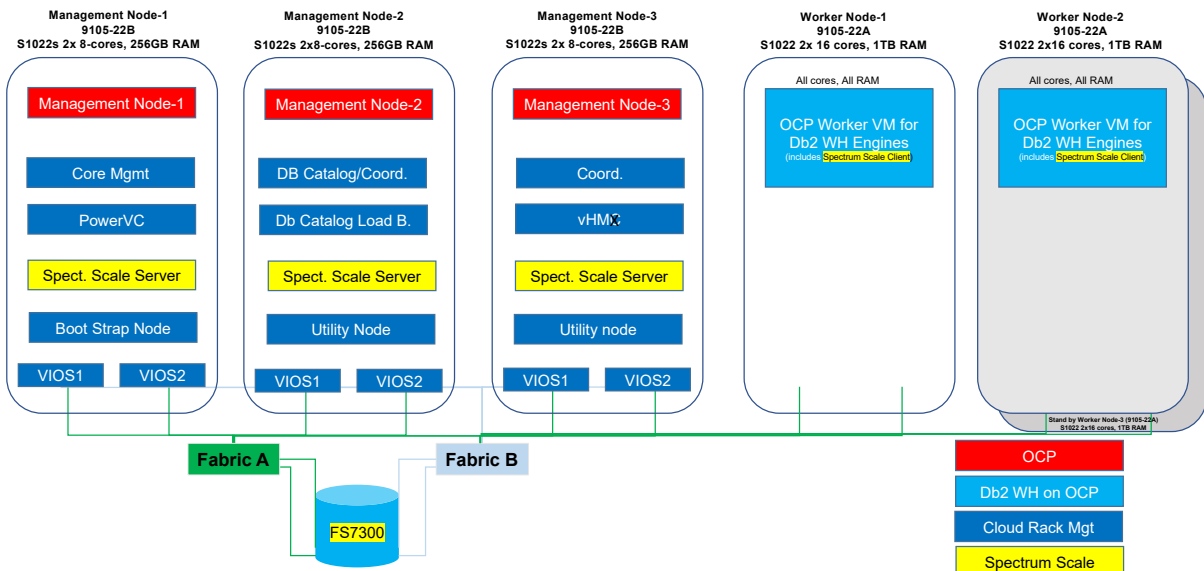 Management Node-1
9105-22B
S1022s 2x 8-cores, 256GB RAM
Management Node-1
Core Mgmt
PowerVC
Spect. Scale Server
Boot Strap Node
VIOS1
VIOS2
Management Node-2
9105-22B
S1022s 2x8-cores, 256GB RAM
Management Node-2
DB Catalog/Coord.
Db Catalog Load B.
Spect. Scale Server
Utility Node
VIOS1
VIOS2
Management Node-3
9105-22B
S1022s 2x 8-cores, 256GB RAM
Management Node-3
Coord.
vHMC
Spect. Scale Server
Utility node
VIOS1
VIOS2
Worker Node-1
9105-22A
S1022 2x 16 cores, 1TB RAM
All cores, All RAM
OCP Worker VM for
Db2 WH Engines
(includes Spectrum Scale Client)
Worker Node-2
9105-22A
S1022 2x16 cores, 1TB RAM
All cores, All RAM
OCP Worker VM for
Db2 WH Engines
(includes Spectrum Scale Client)
Stand by Worker Node-3 (9105-22A)
S1022 2x16 cores, 1TB RAM
Fabric A
Fabric B
FS7300
OCP
Db2 WH on OCP
Cloud Rack Mgt
Spectrum Scale